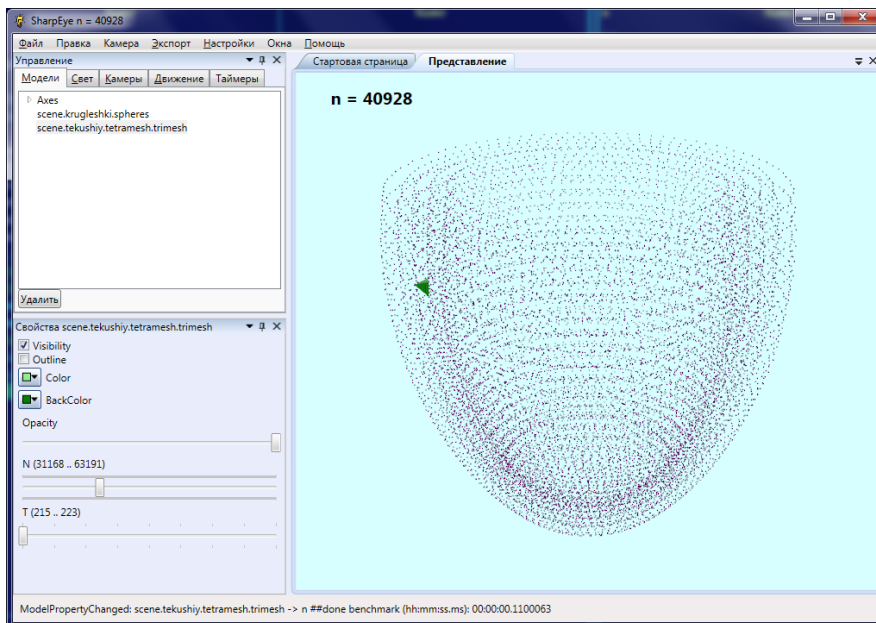 SharpEye n = 40928
Файл Правка Камера Экспорт Настройки Окна Помощь
Управление
Модели Свет Камеры Движение Таймеры
Axes
scene.krugleshki.spheres
scene.tekushiy.tetramesh.trimesh
Удалить
Свойства scene.tekushiy.tetramesh.trimesh
Visibility
Outline
Color
BackColor
Opacity
N (31168 .. 63191)
T (215 .. 223)
Стартовая страница Представление
n = 40928
ModelPropertyChanged: scene.tekushiy.tetramesh.trimesh -> n ##done benchmark (hh:mm:ss.ms): 00:00:00.1100063